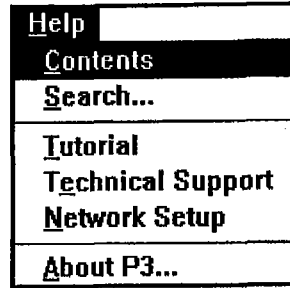 Help
Contents
Search...
Tutorial
Technical Support
Network Setup
About P3...